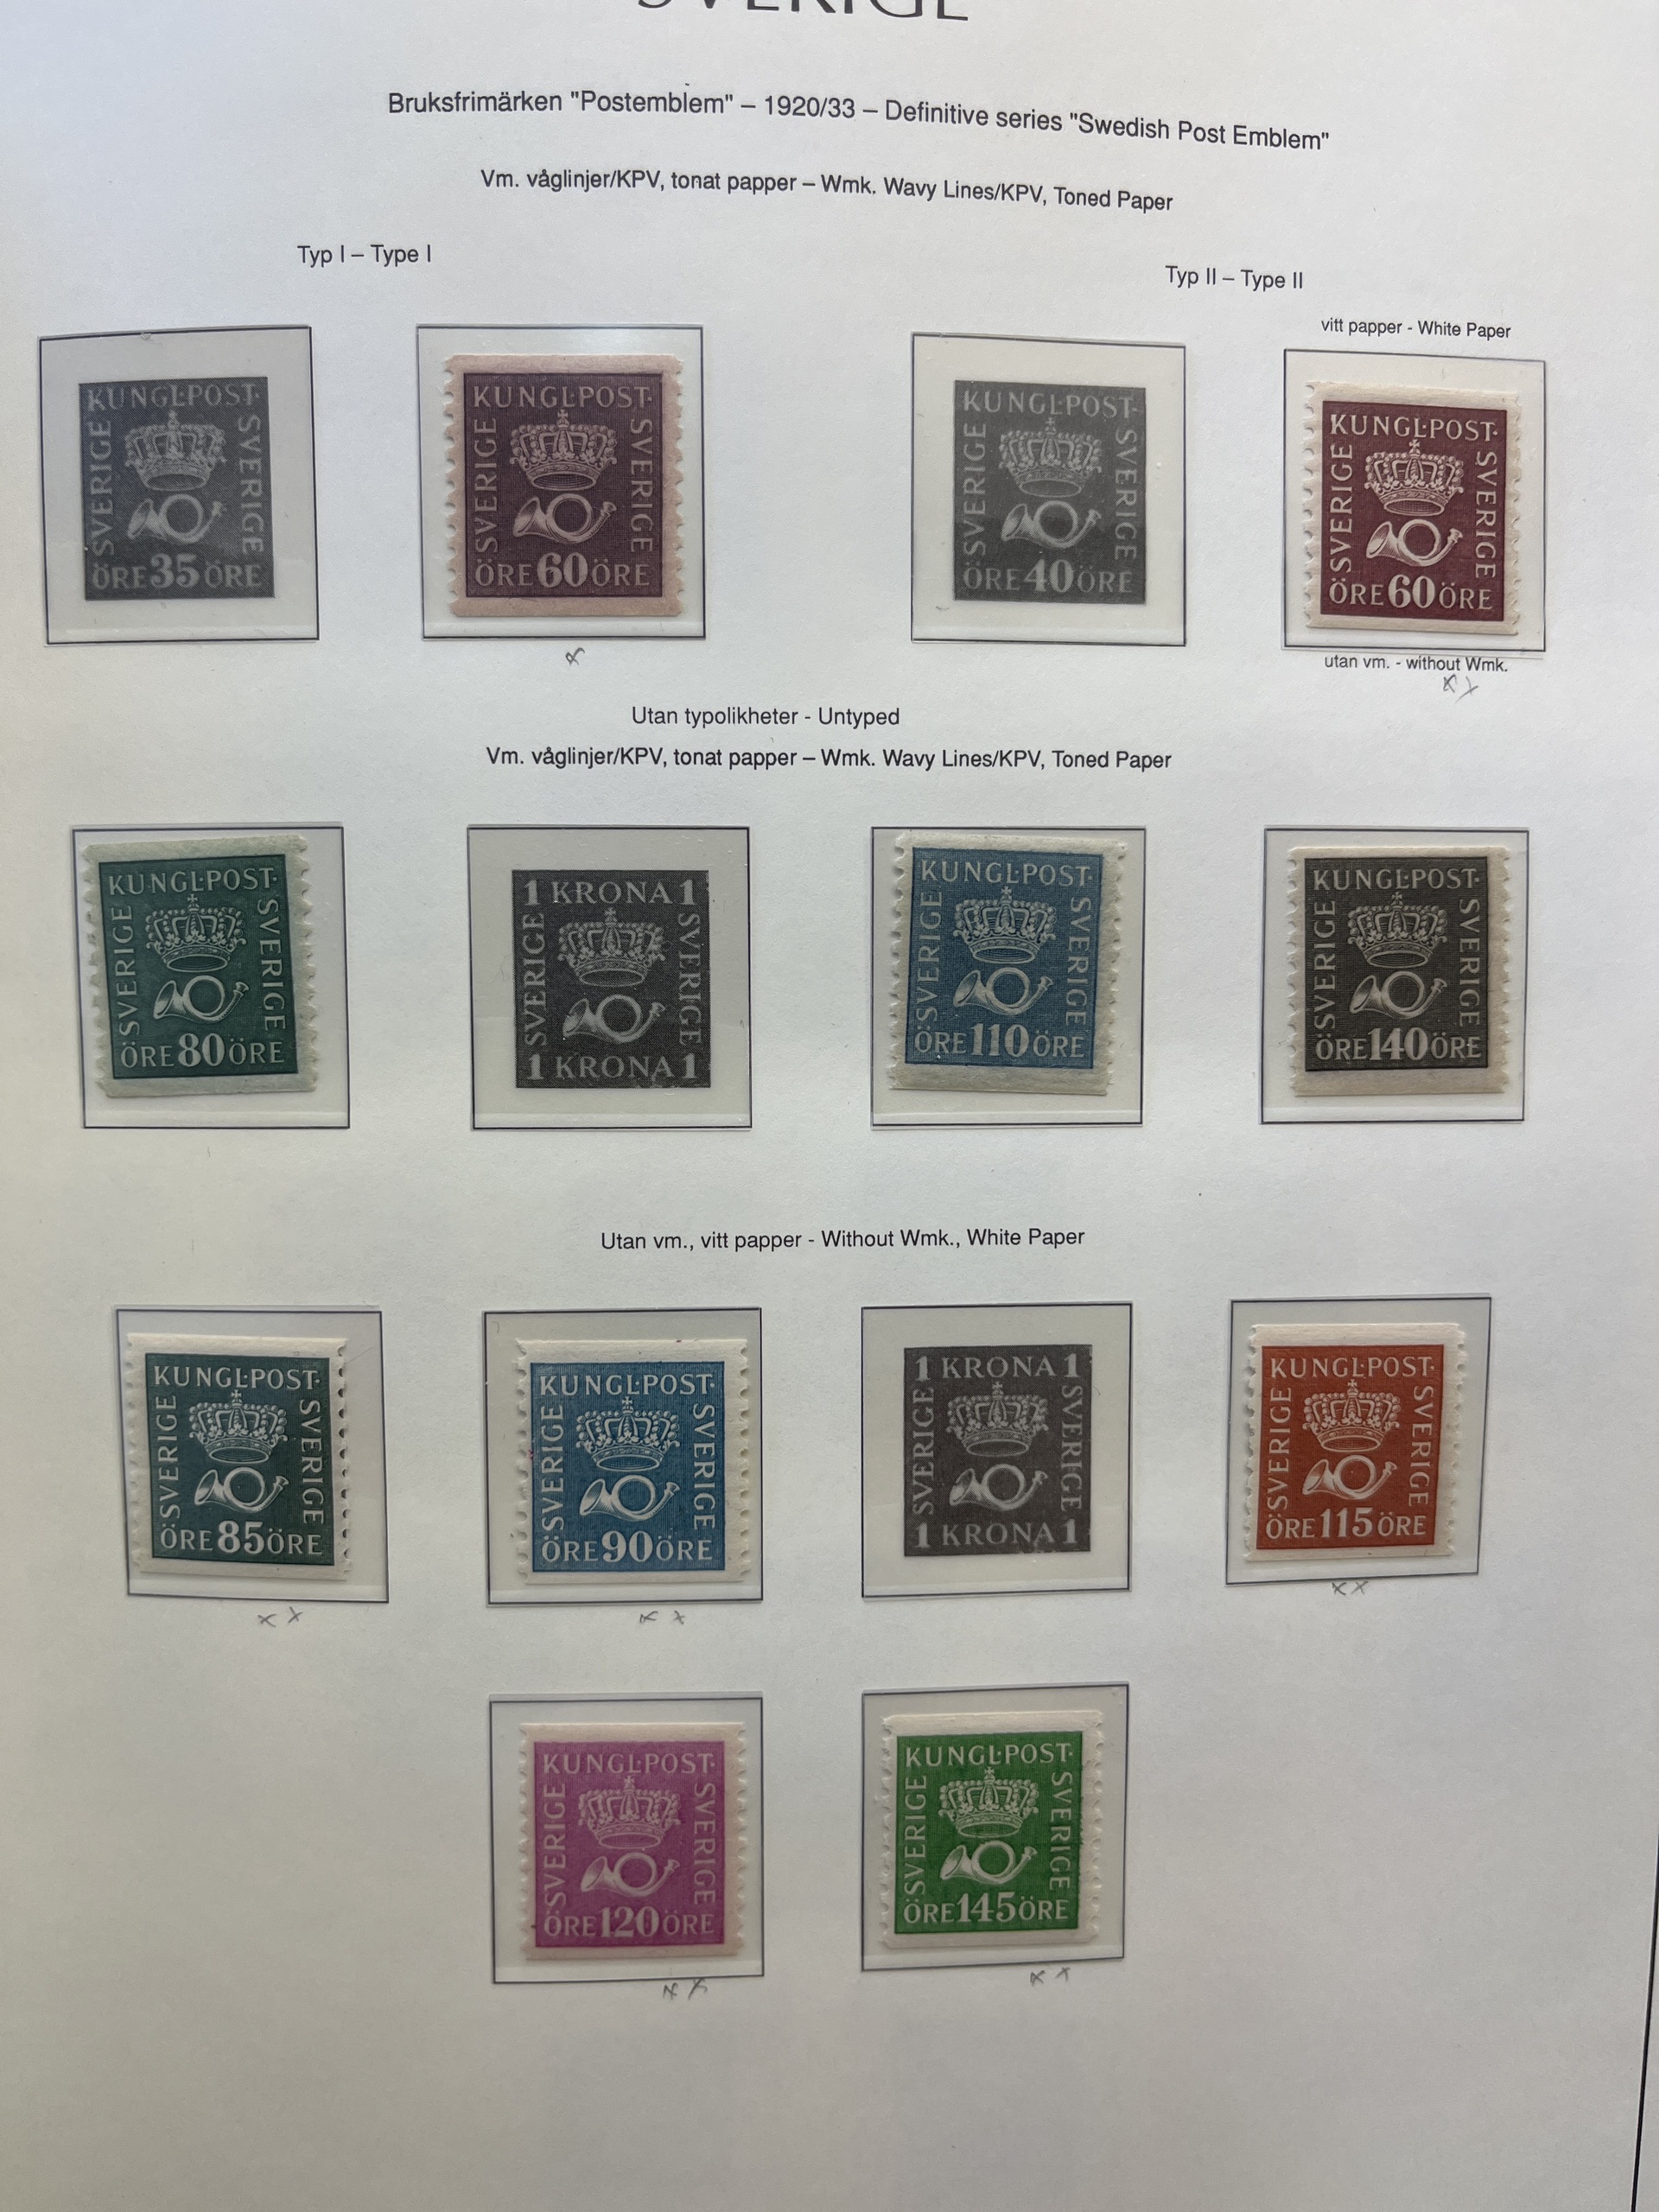 SVERIGE
Bruksfrimärken "Postemblem" – 1920/33 – Definitive series "Swedish Post Emblem"
Vm. våglinjer/KPV, tonat papper – Wmk. Wavy Lines/KPV, Toned Paper
Typ I – Type I
Typ II – Type II
vitt papper - White Paper
KUNGL·POST·
SVERIGE
SVERIGE
ÖRE 35 ÖRE
KUNGL·POST·
SVERIGE
SVERIGE
ÖRE 60 ÖRE
KUNGL·POST·
SVERIGE
SVERIGE
ÖRE 40 ÖRE
KUNGL·POST·
SVERIGE
SVERIGE
ÖRE 60 ÖRE
x
utan vm. - without Wmk.
x x
Utan typolikheter - Untyped
Vm. våglinjer/KPV, tonat papper – Wmk. Wavy Lines/KPV, Toned Paper
KUNGL·POST·
SVERIGE
SVERIGE
ÖRE 80 ÖRE
1 KRONA 1
SVERIGE
SVERIGE
1 KRONA 1
KUNGL·POST·
SVERIGE
SVERIGE
ÖRE 110 ÖRE
KUNGL·POST·
SVERIGE
SVERIGE
ÖRE 140 ÖRE
Utan vm., vitt papper - Without Wmk., White Paper
KUNGL·POST·
SVERIGE
SVERIGE
ÖRE 85 ÖRE
KUNGL·POST·
SVERIGE
SVERIGE
ÖRE 90 ÖRE
1 KRONA 1
SVERIGE
SVERIGE
1 KRONA 1
KUNGL·POST·
SVERIGE
SVERIGE
ÖRE 115 ÖRE
x x
x x
x x
KUNGL·POST·
SVERIGE
SVERIGE
ÖRE 120 ÖRE
KUNGL·POST·
SVERIGE
SVERIGE
ÖRE 145 ÖRE
x x
x x